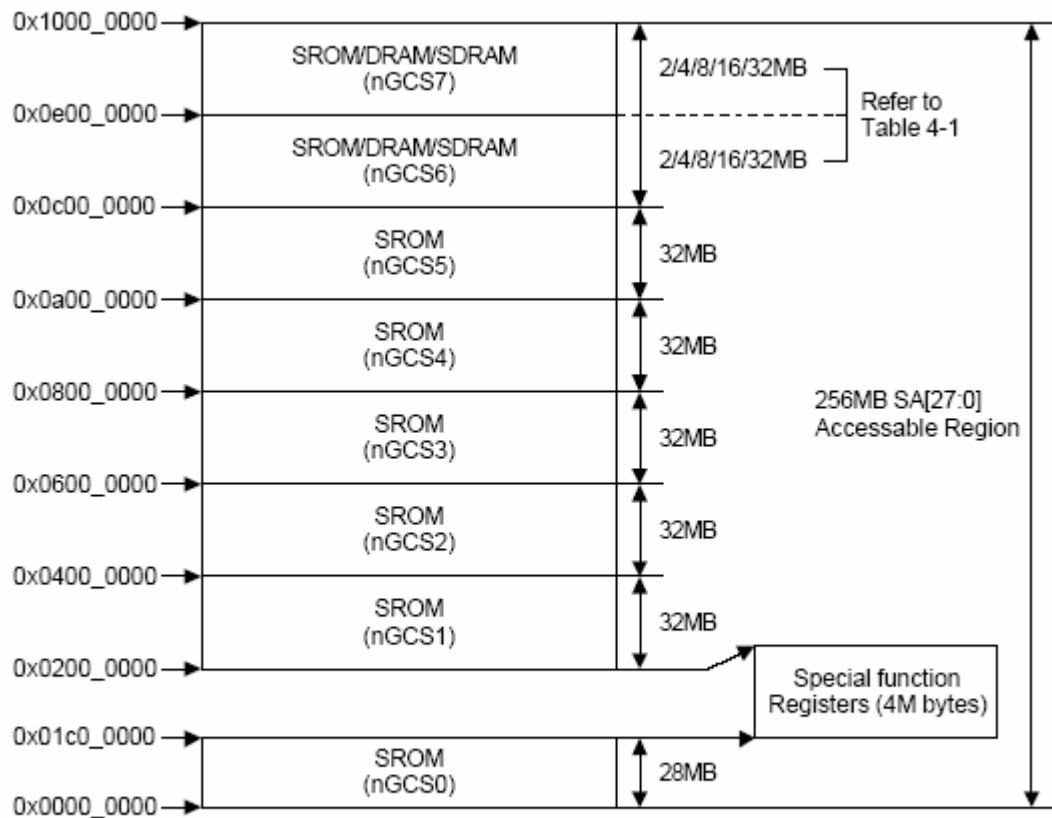 0x1000_0000
SROM/DRAM/SDRAM
(nGCS7)
2/4/8/16/32MB
Refer to
Table 4-1
0x0e00_0000
SROM/DRAM/SDRAM
(nGCS6)
2/4/8/16/32MB
0x0c00_0000
SROM
(nGCS5)
32MB
0x0a00_0000
SROM
(nGCS4)
32MB
0x0800_0000
256MB SA[27:0]
Accessable Region
SROM
(nGCS3)
32MB
0x0600_0000
SROM
(nGCS2)
32MB
0x0400_0000
SROM
(nGCS1)
32MB
0x0200_0000
Special function
Registers (4M bytes)
0x01c0_0000
SROM
(nGCS0)
28MB
0x0000_0000